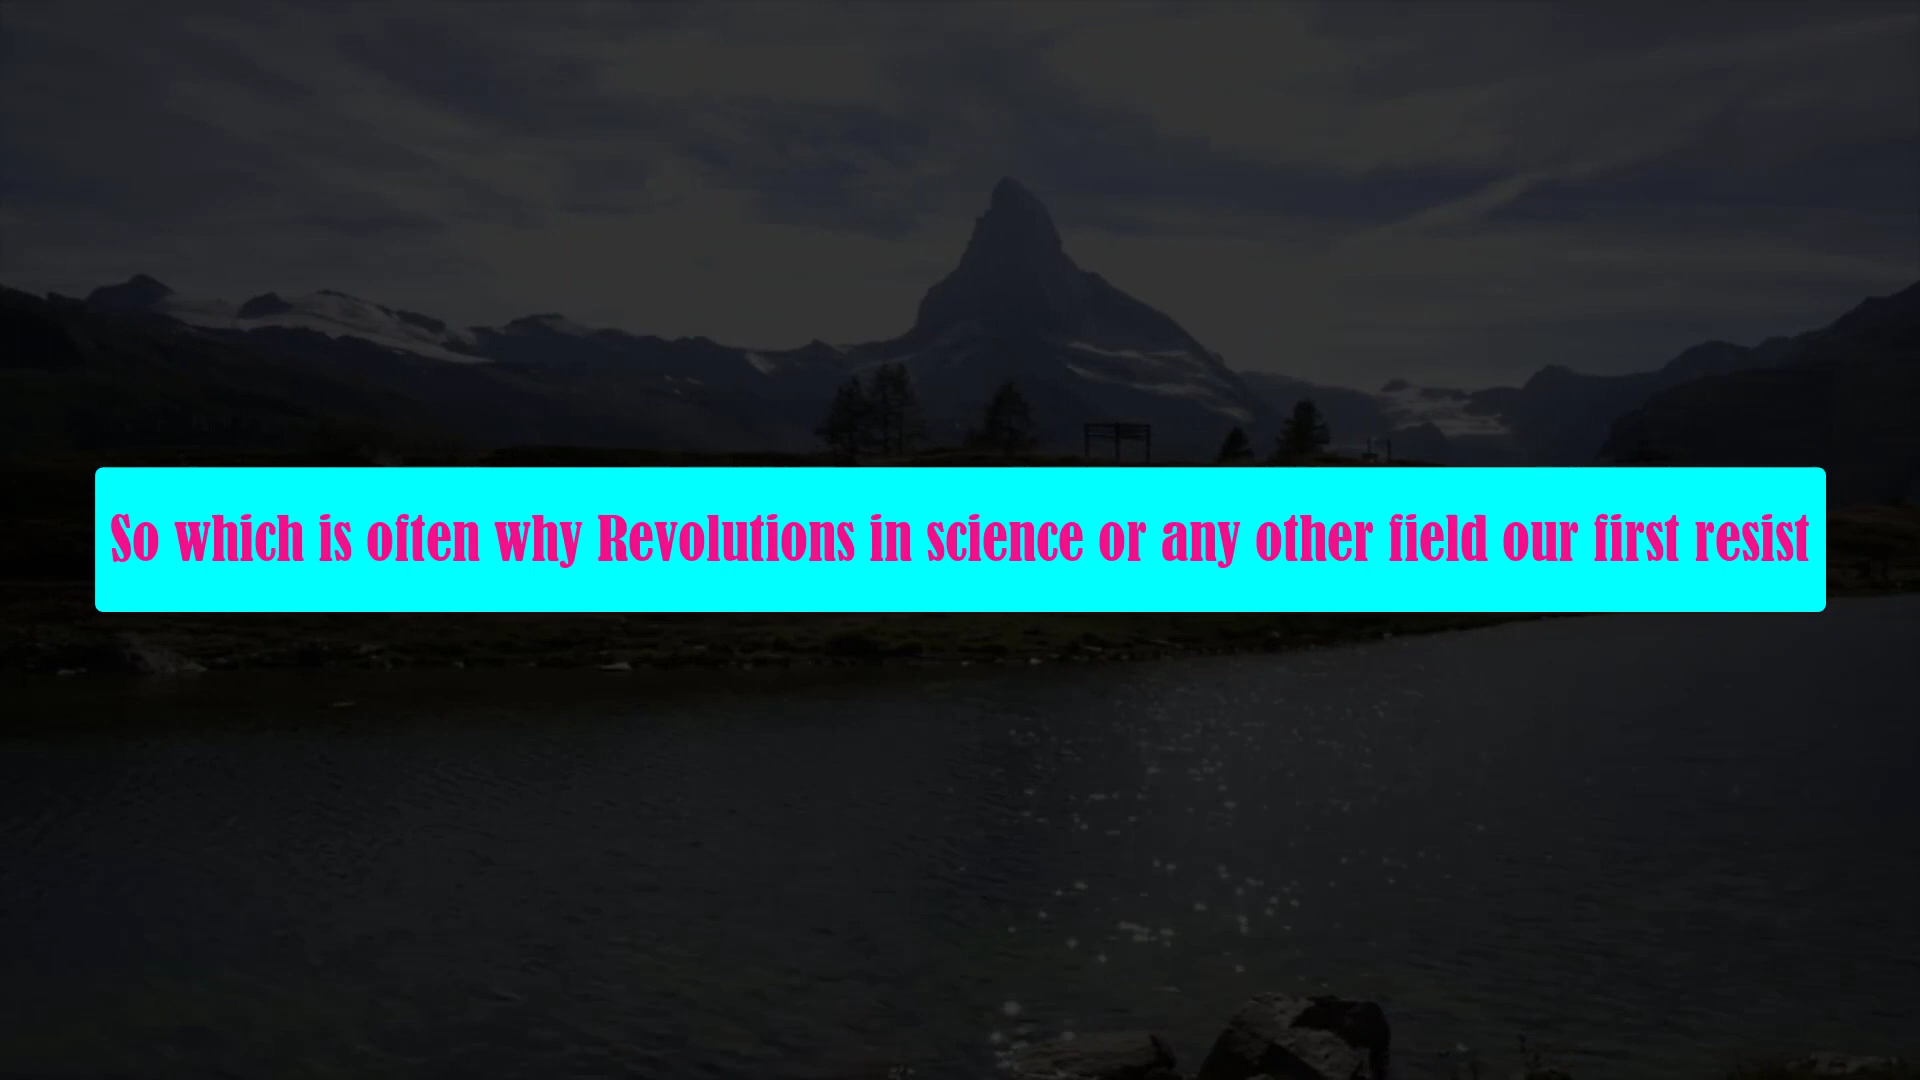 So which is often why Revolutions in science or any other field our first resist